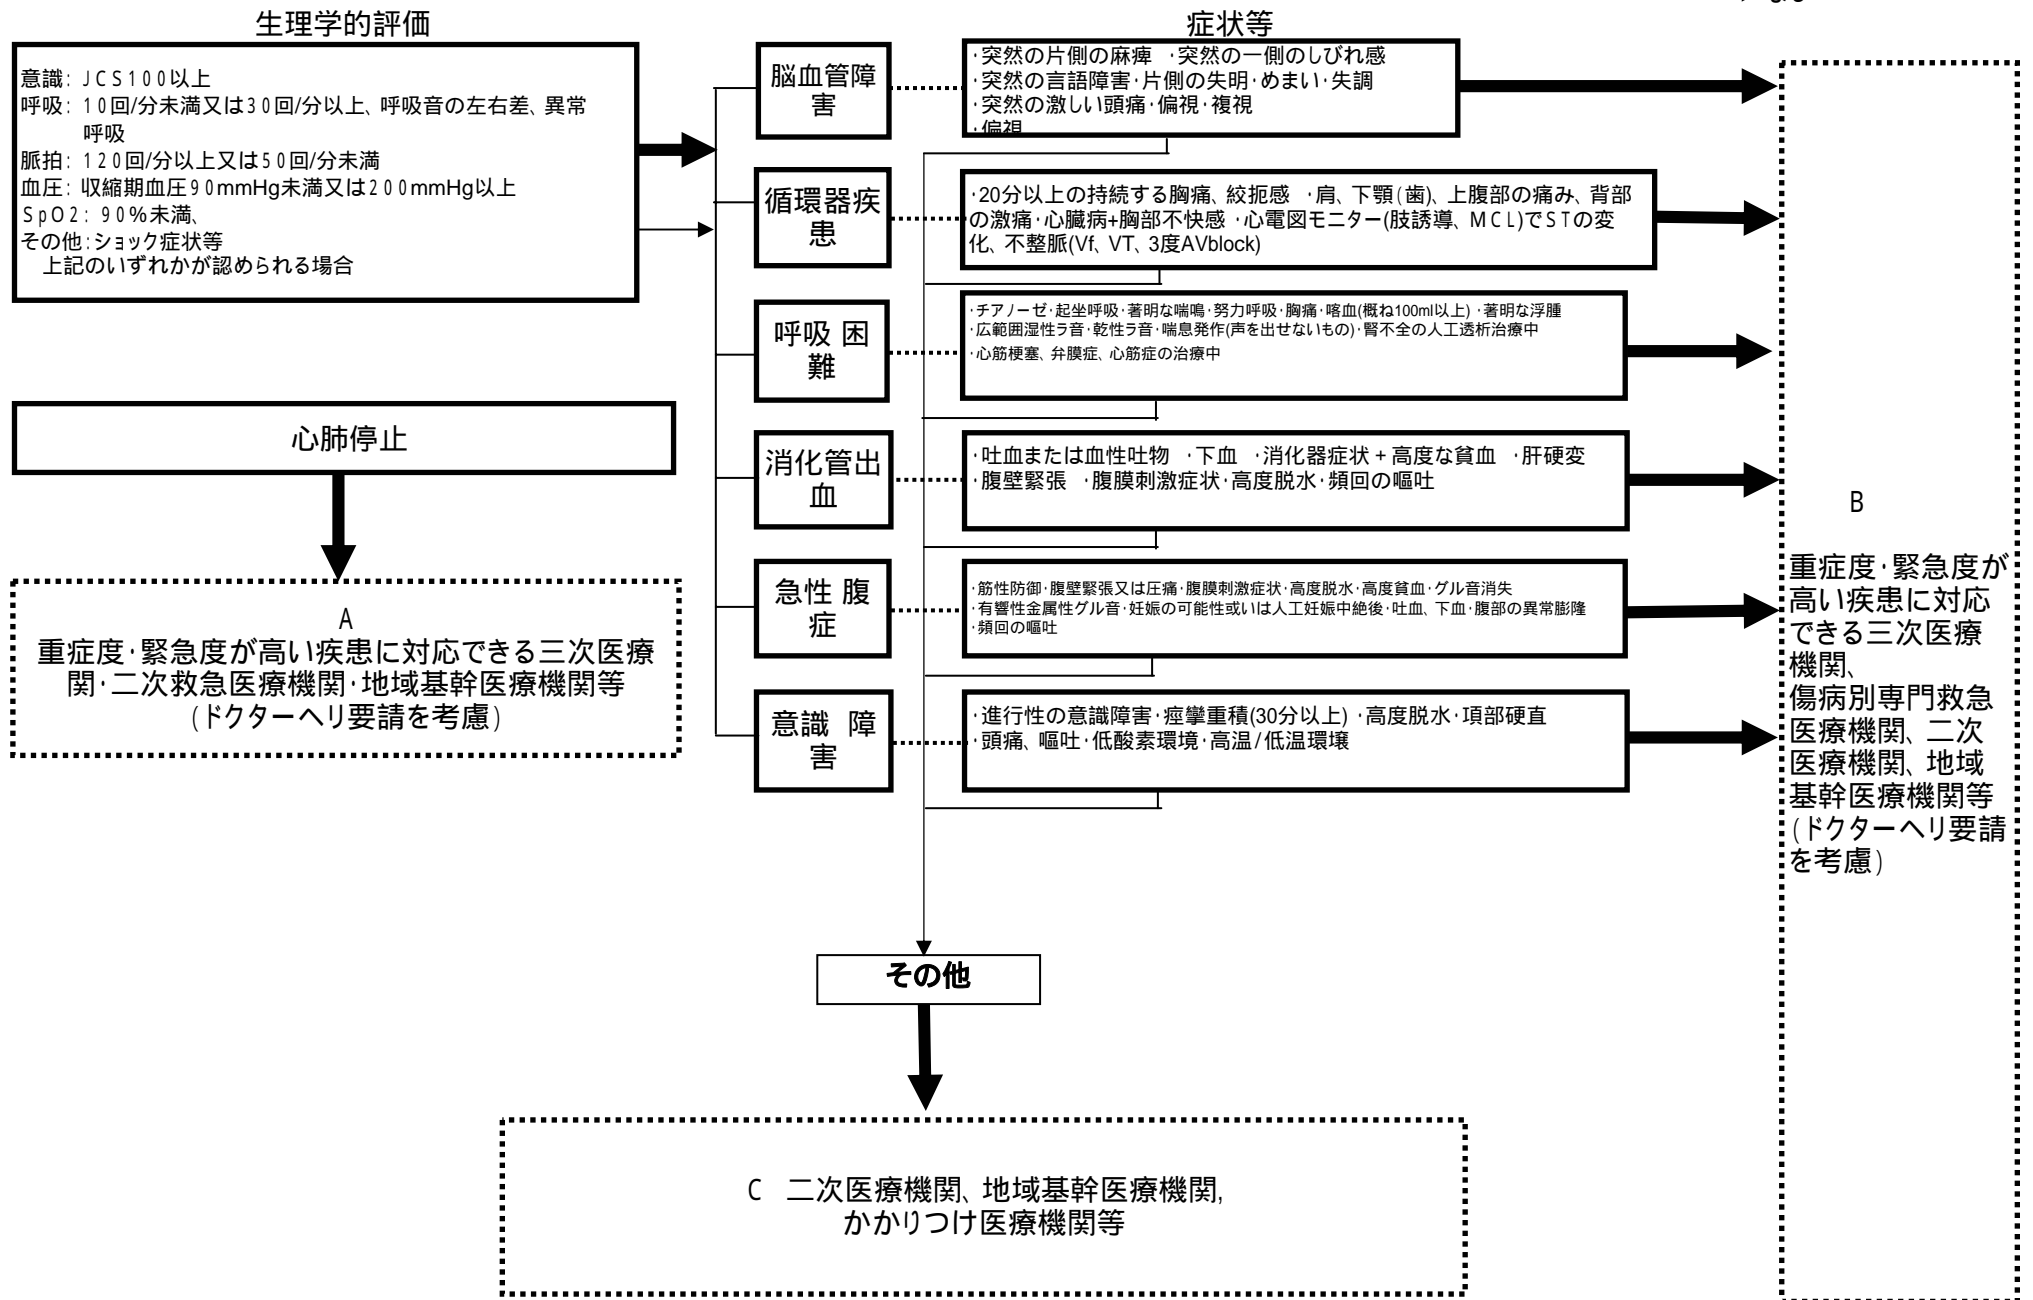 生理学的評価
意識: JCS100以上
呼吸: 10回/分未満又は30回/分以上、呼吸音の左右差、異常
呼吸
脈拍: 120回/分以上又は50回/分未満
血圧: 収縮期血圧90mmHg未満又は200mmHg以上
SpO2: 90%未満、
その他:ショック症状等
上記のいずれかが認められる場合
心肺停止
A
重症度・緊急度が高い疾患に対応できる三次医療
関・二次救急医療機関・地域基幹医療機関等
(ドクターヘリ要請を考慮)
症状等
脳血管障
害
・突然の片側の麻痺 ・突然の一側のしびれ感
・突然の言語障害・片側の失明・めまい・失調
・突然の激しい頭痛・偏視・複視
・偏視
循環器疾
患
・20分以上の持続する胸痛、絞扼感 ・肩、下顎(歯)、上腹部の痛み、背部
の激痛・心臓病+胸部不快感 ・心電図モニター(肢誘導、MCL)でSTの変
化、不整脈(Vf、VT、3度AVblock)
呼吸 困
難
・チアノーゼ・起坐呼吸・著明な喘鳴・努力呼吸・胸痛・喀血(概ね100ml以上) ・著明な浮腫
・広範囲湿性ラ音・乾性ラ音・喘息発作(声を出せないもの)・腎不全の人工透析治療中
・心筋梗塞、弁膜症、心筋症の治療中
消化管出
血
・吐血または血性吐物 ・下血 ・消化器症状+高度な貧血 ・肝硬変
・腹壁緊張 ・腹膜刺激症状・高度脱水・頻回の嘔吐
急性 腹
症
・筋性防御・腹壁緊張又は圧痛・腹膜刺激症状・高度脱水・高度貧血・グル音消失
・有響性金属性グル音・妊娠の可能性或いは人工妊娠中絶後・吐血、下血・腹部の異常膨隆
・頻回の嘔吐
意識 障
害
・進行性の意識障害・痙攣重積(30分以上) ・高度脱水・項部硬直
・頭痛、嘔吐・低酸素環境・高温/低温環壌
その他
B
重症度・緊急度が
高い疾患に対応
できる三次医療
機関、
傷病別専門救急
医療機関、二次
医療機関、地域
基幹医療機関等
(ドクターヘリ要請
を考慮)
C 二次医療機関、地域基幹医療機関,
かかりつけ医療機関等